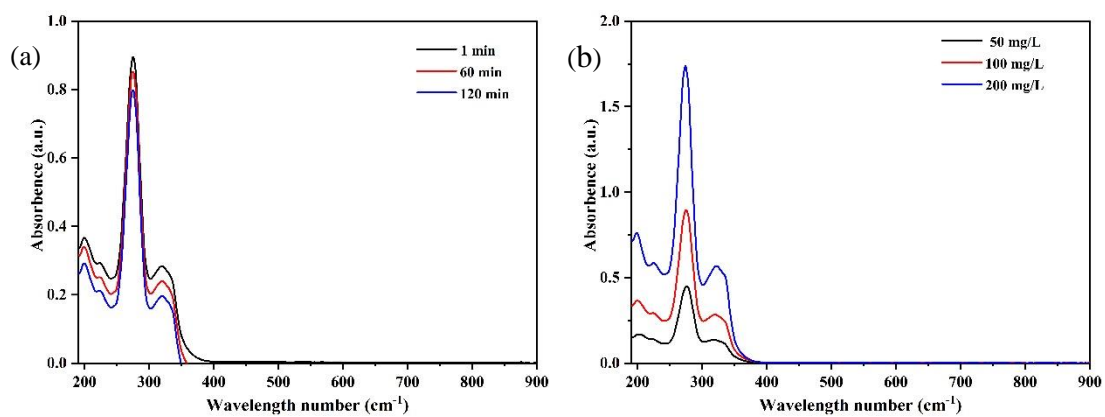 (a)
1.0
0.8
0.6
0.4
0.2
0.0
Absorbence (a.u.)
1 min
60 min
120 min
200 300 400 500 600 700 800 900
Wavelength number (cm⁻¹)
(b)
2.0
1.5
1.0
0.5
0.0
Absorbence (a.u.)
50 mg/L
100 mg/L
200 mg/L
200 300 400 500 600 700 800 900
Wavelength number (cm⁻¹)